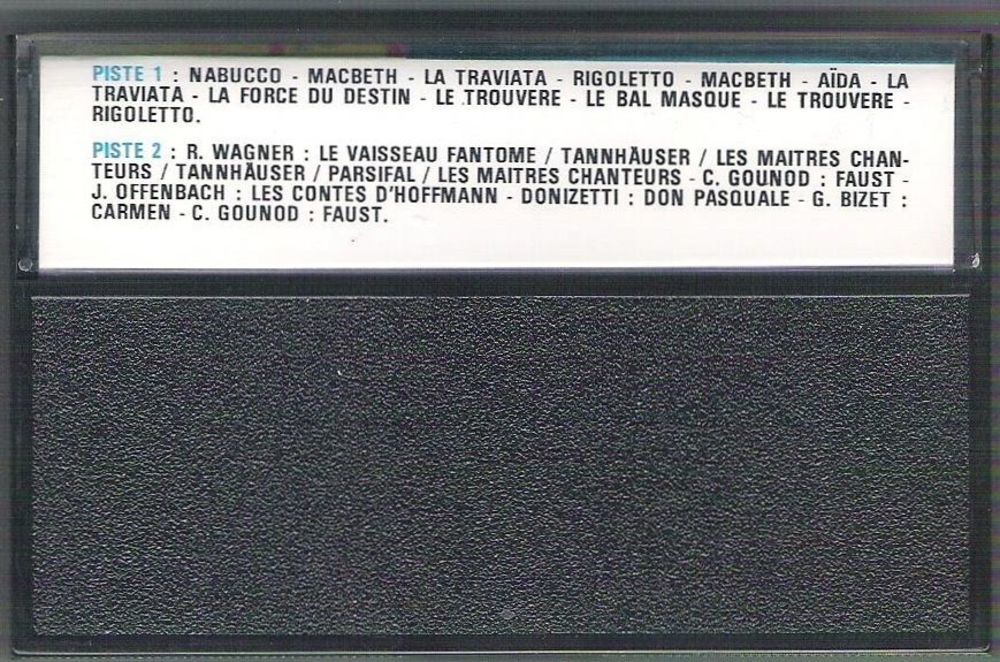 PISTE 1 : NABUCCO - MACBETH - LA TRAVIATA - RIGOLETTO - MACBETH - AÏDA - LA
TRAVIATA - LA FORCE DU DESTIN - LE TROUVERE - LE BAL MASQUE - LE TROUVERE -
RIGOLETTO.
PISTE 2 : R. WAGNER : LE VAISSEAU FANTOME / TANNHÄUSER / LES MAITRES CHAN-
TEURS / TANNHÄUSER / PARSIFAL / LES MAITRES CHANTEURS - C. GOUNOD : FAUST -
J. OFFENBACH : LES CONTES D'HOFFMANN - DONIZETTI : DON PASQUALE - G. BIZET :
CARMEN - C. GOUNOD : FAUST.